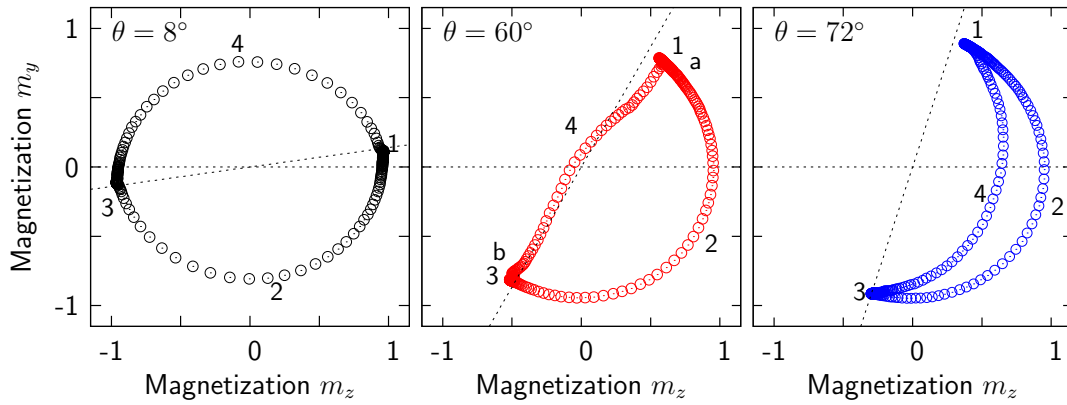 Magnetization $m_y$
1
0
-1
θ = 8°
4
1
3
2
-1
0
1
Magnetization $m_z$
θ = 60°
1
a
4
b
3
2
-1
0
1
Magnetization $m_z$
θ = 72°
1
4
2
3
-1
0
1
Magnetization $m_z$